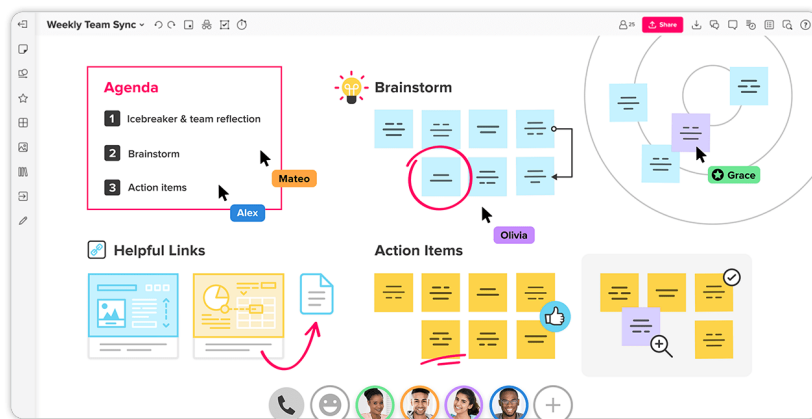 Weekly Team Sync
25
Share
Agenda
1 Icebreaker & team reflection
2 Brainstorm
3 Action items
Mateo
Alex
Brainstorm
Olivia
Grace
Helpful Links
Action Items